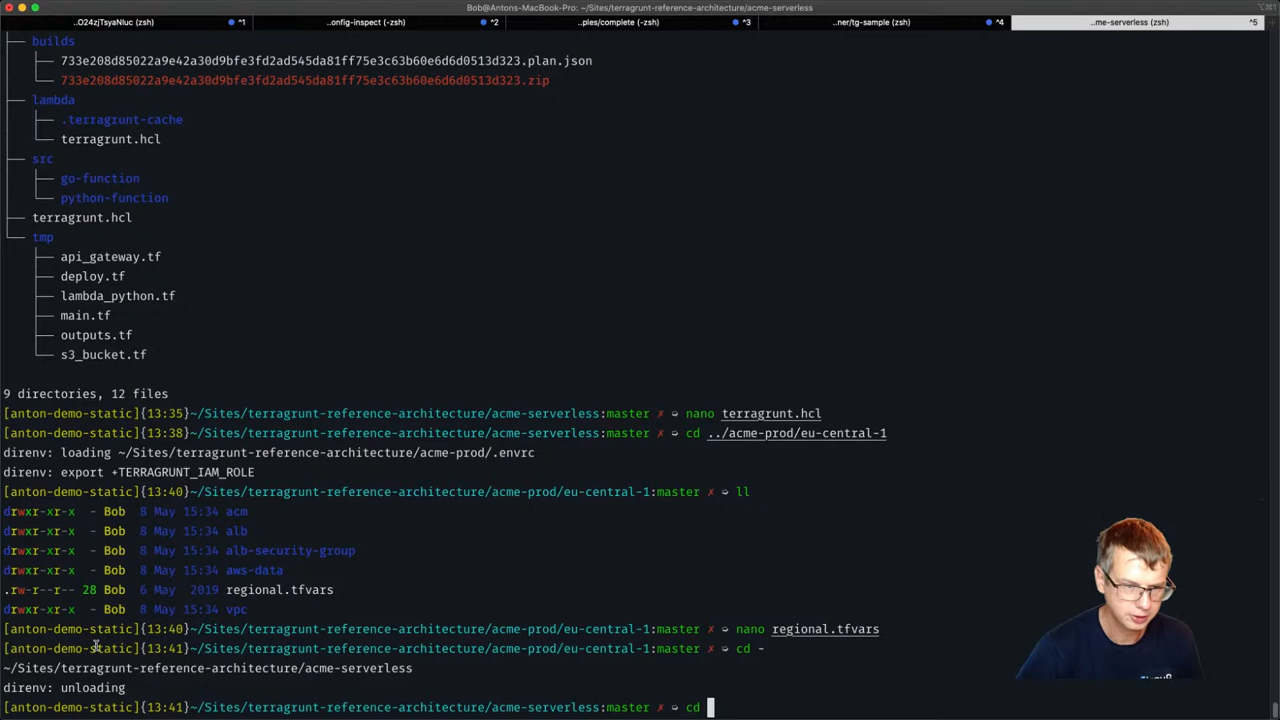 Bob@Antons-MacBook-Pro: ~/Sites/terragrunt-reference-architecture/acme-serverless
..O24zjTsyaNluc (zsh) ^1 ..onfig-inspect (-zsh) ^2 ..ples/complete (-zsh) ^3 ..ner/tg-sample (-zsh) ^4 ..me-serverless (zsh) ^5
├── builds
│   ├── 733e208d85022a9e42a30d9bfe3fd2ad545da81ff75e3c63b60e6d6d0513d323.plan.json
│   └── 733e208d85022a9e42a30d9bfe3fd2ad545da81ff75e3c63b60e6d6d0513d323.zip
├── lambda
│   ├── .terragrunt-cache
│   └── terragrunt.hcl
├── src
│   ├── go-function
│   └── python-function
├── terragrunt.hcl
└── tmp
    ├── api_gateway.tf
    ├── deploy.tf
    ├── lambda_python.tf
    ├── main.tf
    ├── outputs.tf
    └── s3_bucket.tf
9 directories, 12 files
[anton-demo-static]{13:35}~/Sites/terragrunt-reference-architecture/acme-serverless:master ✗ ➭ nano terragrunt.hcl
[anton-demo-static]{13:38}~/Sites/terragrunt-reference-architecture/acme-serverless:master ✗ ➭ cd ../acme-prod/eu-central-1
direnv: loading ~/Sites/terragrunt-reference-architecture/acme-prod/.envrc
direnv: export +TERRAGRUNT_IAM_ROLE
[anton-demo-static]{13:40}~/Sites/terragrunt-reference-architecture/acme-prod/eu-central-1:master ✗ ➭ ll
drwxr-xr-x - Bob 8 May 15:34 acm
drwxr-xr-x - Bob 8 May 15:34 alb
drwxr-xr-x - Bob 8 May 15:34 alb-security-group
drwxr-xr-x - Bob 8 May 15:34 aws-data
.rw-r--r-- 28 Bob 6 May 2019 regional.tfvars
drwxr-xr-x - Bob 8 May 15:34 vpc
[anton-demo-static]{13:40}~/Sites/terragrunt-reference-architecture/acme-prod/eu-central-1:master ✗ ➭ nano regional.tfvars
[anton-demo-static]{13:41}~/Sites/terragrunt-reference-architecture/acme-prod/eu-central-1:master ✗ ➭ cd -
~/Sites/terragrunt-reference-architecture/acme-serverless
direnv: unloading
[anton-demo-static]{13:41}~/Sites/terragrunt-reference-architecture/acme-serverless:master ✗ ➭ cd